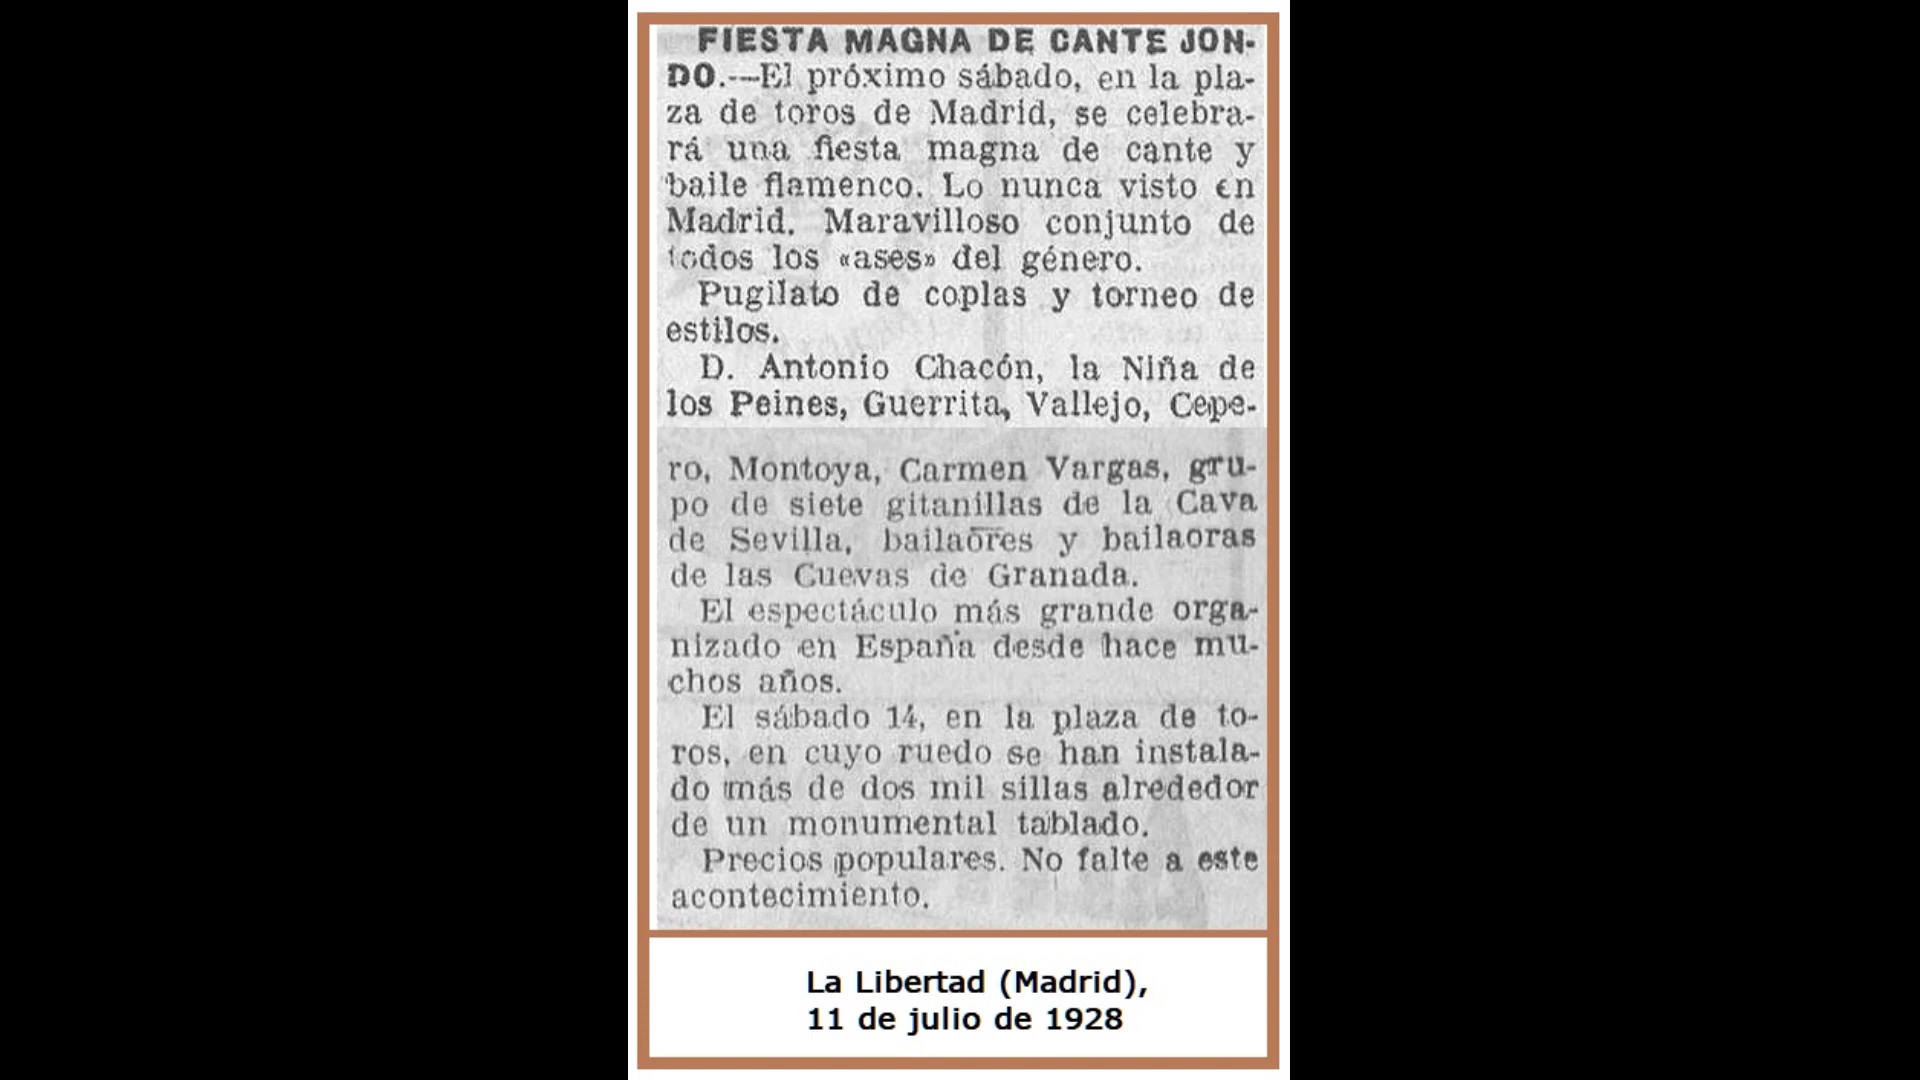 FIESTA MAGNA DE CANTE JON-
DO.—El próximo sábado, en la pla-
za de toros de Madrid, se celebra-
rá una fiesta magna de cante y
baile flamenco. Lo nunca visto en
Madrid. Maravilloso conjunto de
todos los «ases» del género.
Pugilato de coplas y torneo de
estilos.
D. Antonio Chacón, la Niña de
los Peines, Guerrita, Vallejo, Cepe-
ro, Montoya, Carmen Vargas, gru-
po de siete gitanillas de la Cava
de Sevilla, bailaores y bailaoras
de las Cuevas de Granada.
El espectáculo más grande orga-
nizado en España desde hace mu-
chos años.
El sábado 14, en la plaza de to-
ros, en cuyo ruedo se han instala-
do más de dos mil sillas alrededor
de un monumental tablado.
Precios populares. No falte a este
acontecimiento.
La Libertad (Madrid),
11 de julio de 1928